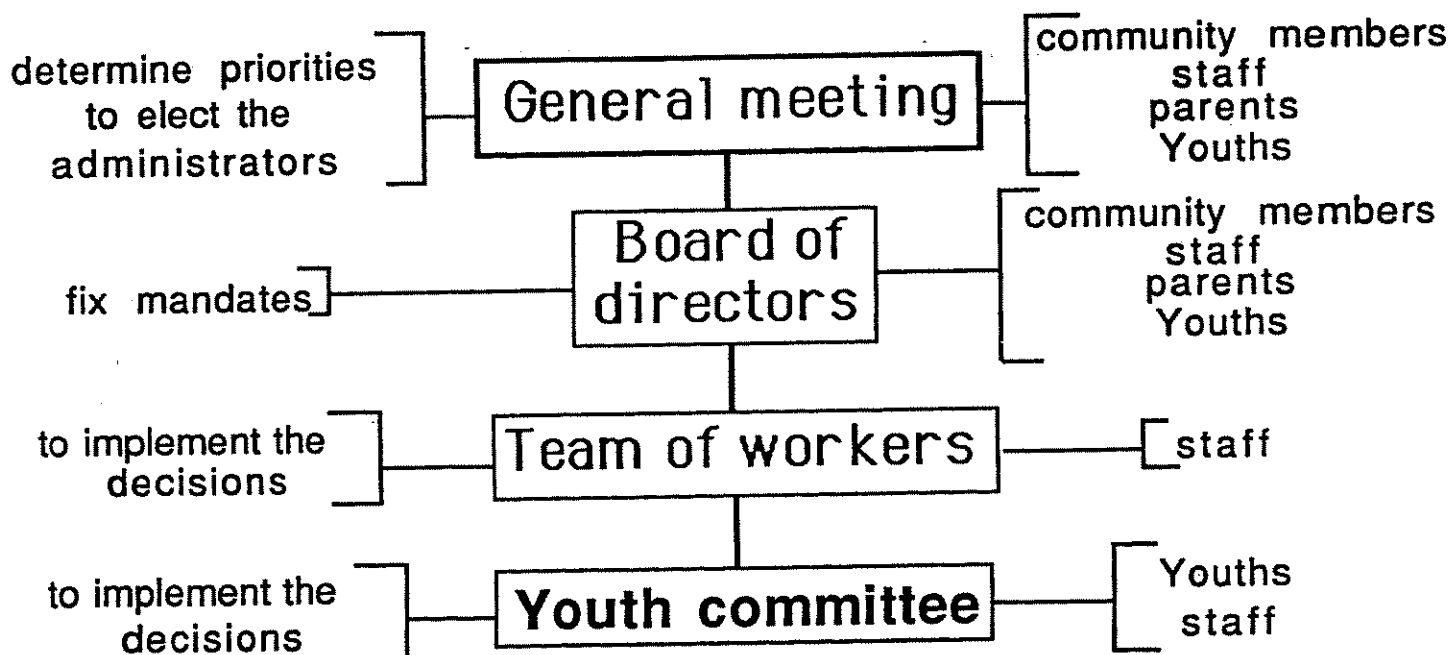 determine priorities
to elect the
administrators
General meeting
community members
staff
parents
Youths
fix mandates
Board of
directors
community members
staff
parents
Youths
to implement the
decisions
Team of workers
staff
to implement the
decisions
Youth committee
Youths
staff